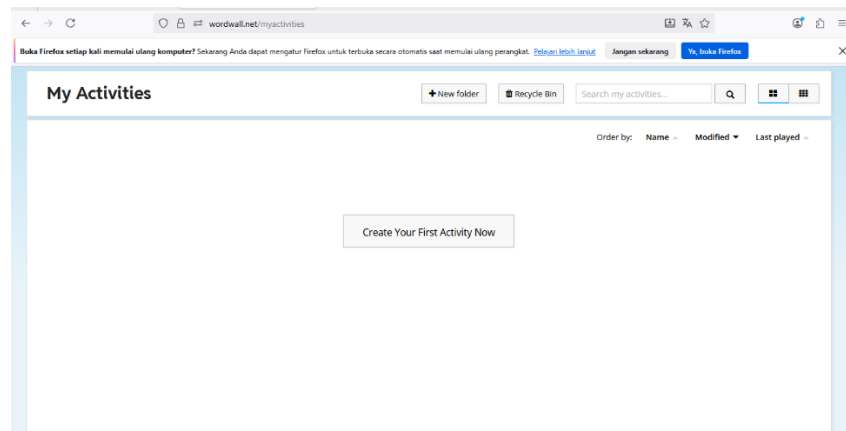 wordwall.net/myactivities
Buka Firefox setiap kali memulai ulang komputer? Sekarang Anda dapat mengatur Firefox untuk terbuka secara otomatis saat memulai ulang perangkat. Pelajari lebih lanjut Jangan sekarang Ya, buka Firefox
My Activities New folder Recycle Bin Search my activities...
Order by: Name Modified Last played
Create Your First Activity Now